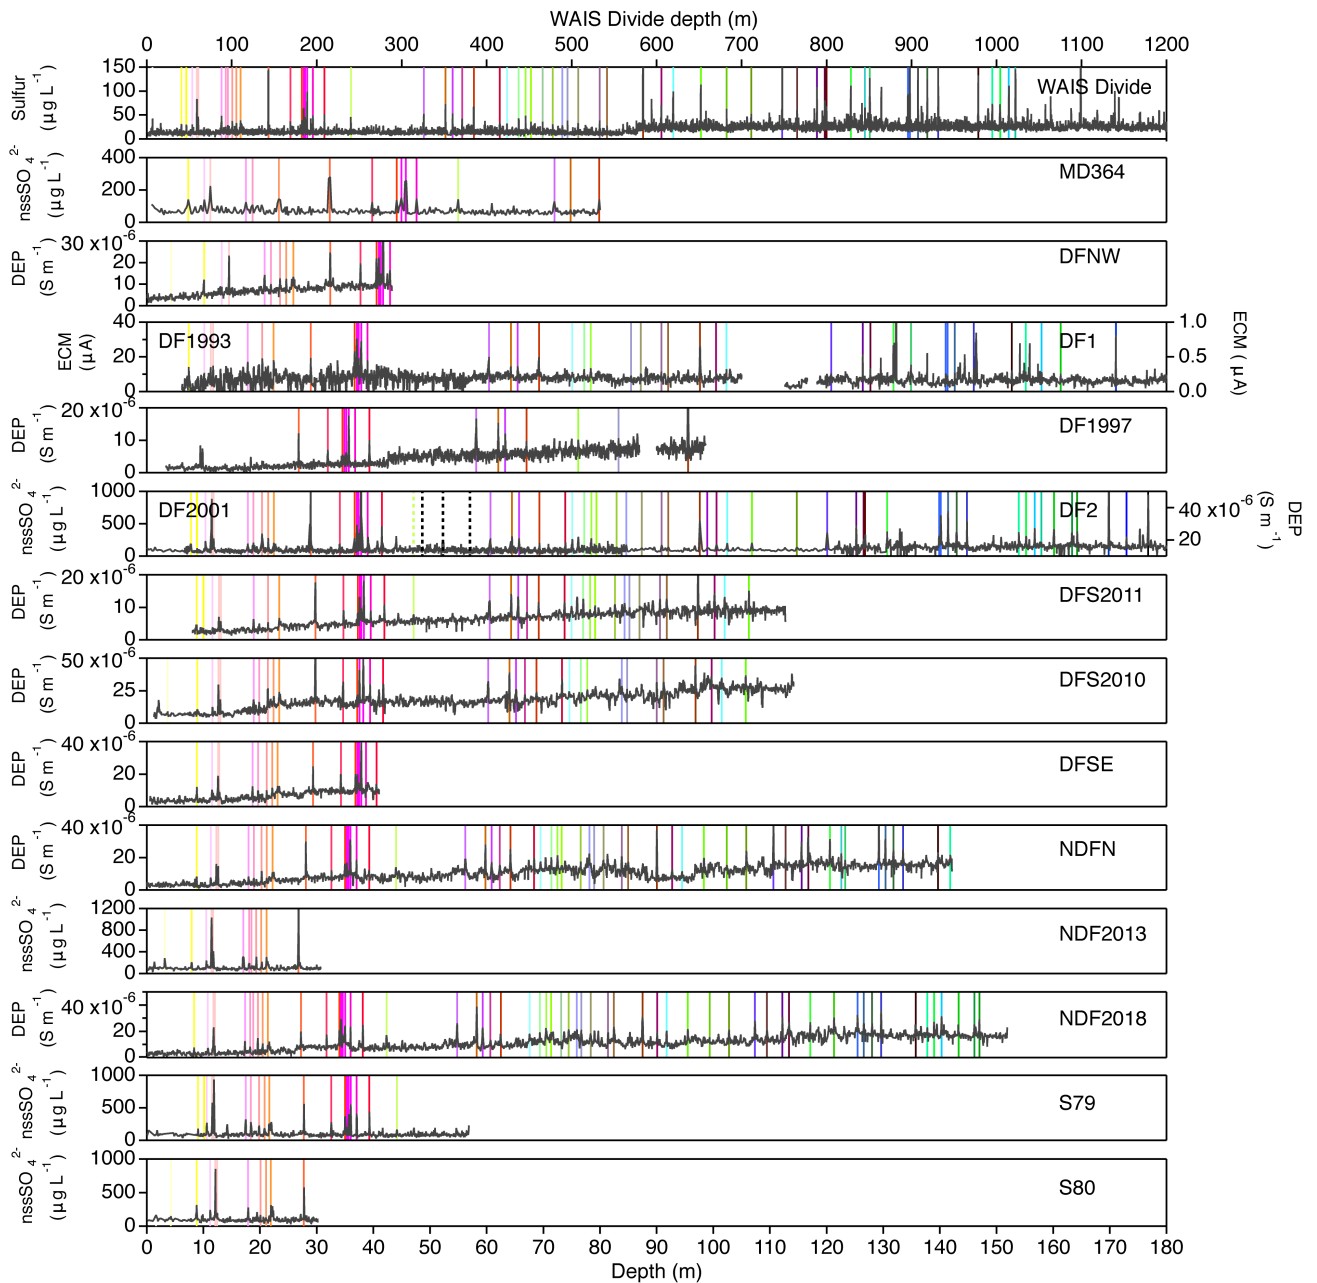 WAIS Divide depth (m)
0 100 200 300 400 500 600 700 800 900 1000 1100 1200
Sulfur
(µg L⁻¹)
150
100
50
0
WAIS Divide
nssSO₄²⁻
(µg L⁻¹)
400
200
0
MD364
DEP
(S m⁻¹)
30 x10⁻⁶
20
10
0
DFNW
ECM
(µA)
40
20
0
DF1993
DF1
1.0
0.5
0.0
ECM (µA)
DEP
(S m⁻¹)
20 x10⁻⁶
10
0
DF1997
nssSO₄²⁻
(µg L⁻¹)
1000
500
0
DF2001
DF2
40 x10⁻⁶
20
DEP
(S m⁻¹)
DEP
(S m⁻¹)
20 x10⁻⁶
10
0
DFS2011
DEP
(S m⁻¹)
50 x10⁻⁶
25
0
DFS2010
DEP
(S m⁻¹)
40 x10⁻⁶
20
0
DFSE
DEP
(S m⁻¹)
40 x10⁻⁶
20
0
NDFN
nssSO₄²⁻
(µg L⁻¹)
1200
800
400
0
NDF2013
DEP
(S m⁻¹)
40 x10⁻⁶
20
0
NDF2018
nssSO₄²⁻
(µg L⁻¹)
1000
500
0
S79
nssSO₄²⁻
(µg L⁻¹)
1000
500
0
S80
0 10 20 30 40 50 60 70 80 90 100 110 120 130 140 150 160 170 180
Depth (m)